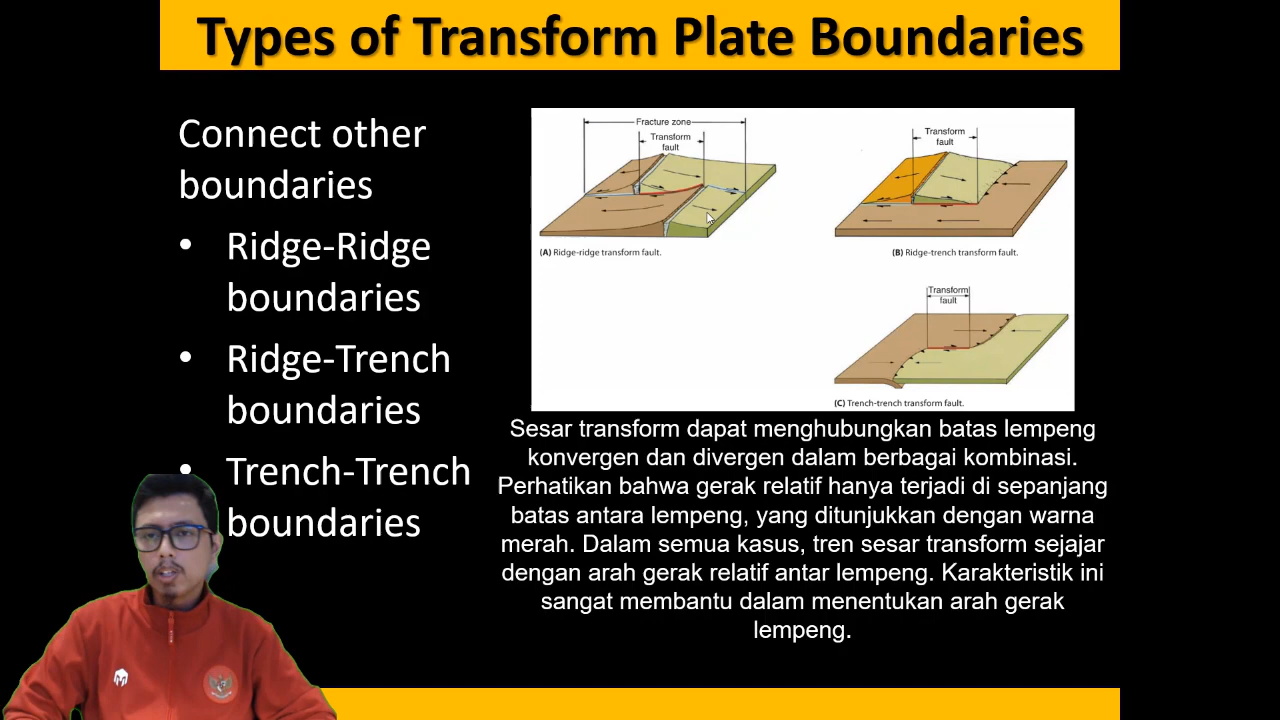 Types of Transform Plate Boundaries
Connect other
boundaries
• Ridge-Ridge
boundaries
• Ridge-Trench
boundaries
• Trench-Trench
boundaries
Fracture zone
Transform
fault
(A) Ridge-ridge transform fault.
Transform
fault
(B) Ridge-trench transform fault.
Transform
fault
(C) Trench-trench transform fault.
Sesar transform dapat menghubungkan batas lempeng
konvergen dan divergen dalam berbagai kombinasi.
Perhatikan bahwa gerak relatif hanya terjadi di sepanjang
batas antara lempeng, yang ditunjukkan dengan warna
merah. Dalam semua kasus, tren sesar transform sejajar
dengan arah gerak relatif antar lempeng. Karakteristik ini
sangat membantu dalam menentukan arah gerak
lempeng.